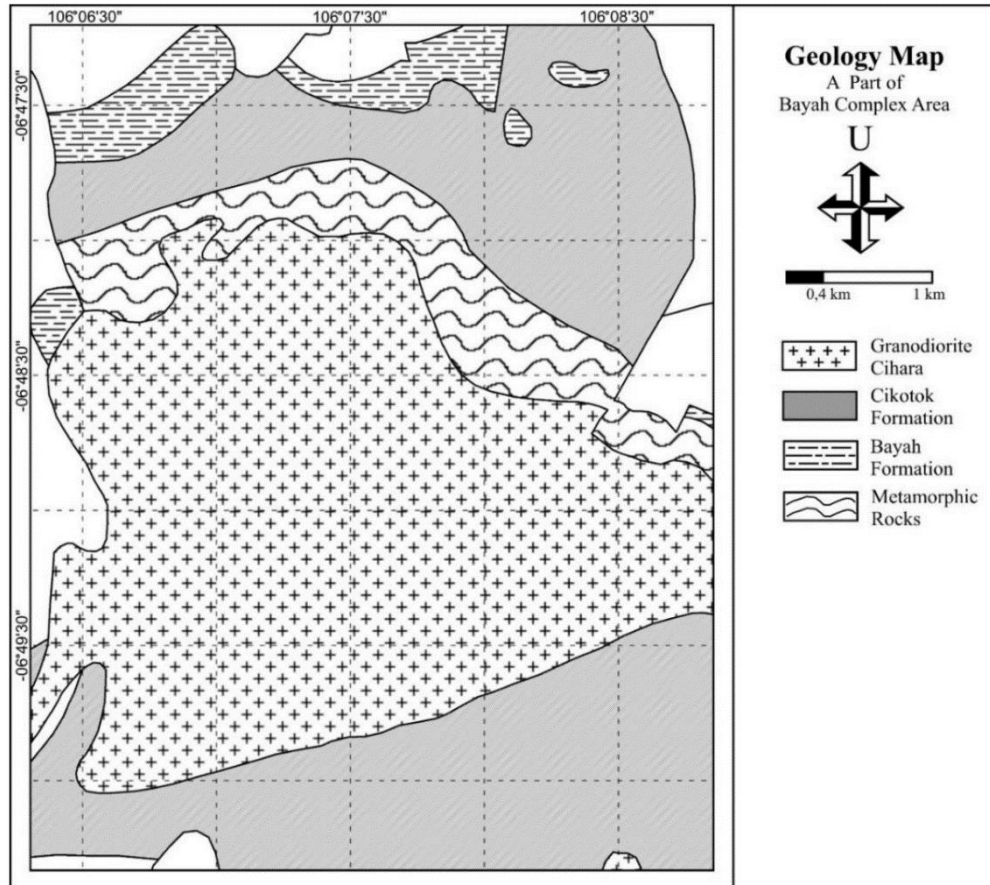 106°06'30" 106°07'30" 106°08'30"
-06°47'30"
-06°48'30"
-06°49'30"
Geology Map
A Part of
Bayah Complex Area
U
0,4 km 1 km
Granodiorite
Cihara
Cikotok
Formation
Bayah
Formation
Metamorphic
Rocks